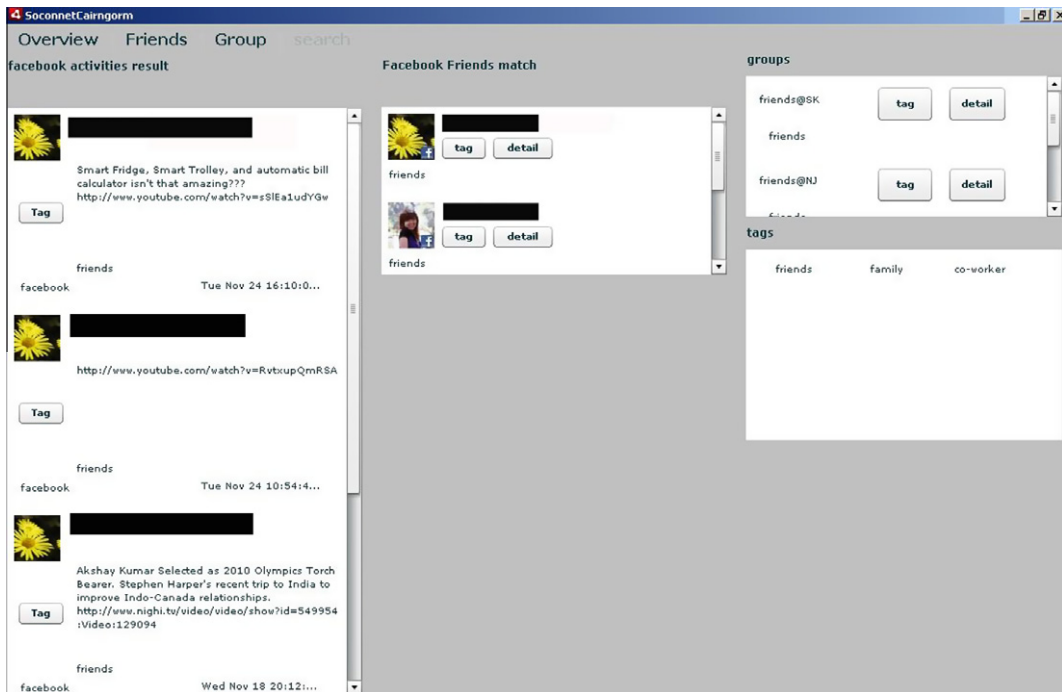 SoconnetCairngorm
Overview Friends Group search
facebook activities result
Smart Fridge, Smart Trolley, and automatic bill
calculator isn't that amazing???
http://www.youtube.com/watch?v=sSlEa1udYGw
Tag
friends
facebook Tue Nov 24 16:10:0...
http://www.youtube.com/watch?v=RvtxupQmRSA
Tag
friends
facebook Tue Nov 24 10:54:4...
Akshay Kumar Selected as 2010 Olympics Torch
Bearer. Stephen Harper's recent trip to India to
improve Indo-Canada relationships.
http://www.nighi.tv/video/video/show?id=549954
:Video:129094
Tag
friends
facebook Wed Nov 18 20:12:...
Facebook Friends match
tag detail
friends
tag detail
friends
groups
friends@SK tag detail
friends
friends@NJ tag detail
friends
tags
friends family co-worker